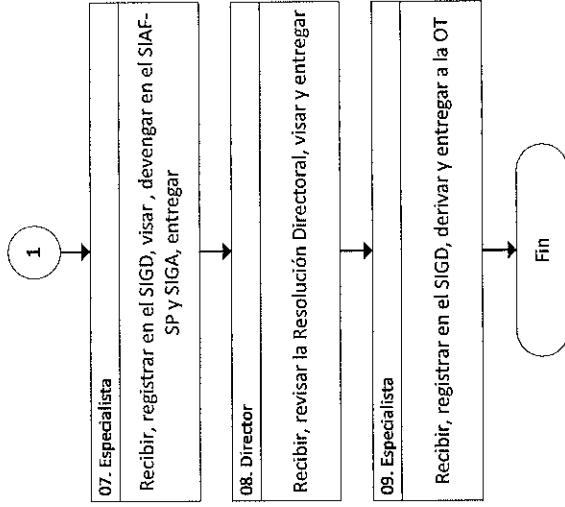 1
07. Especialista
Recibir, registrar en el SIGD, visar , devengar en el SIAF-
SP y SIGA, entregar
08. Director
Recibir, revisar la Resolución Directoral, visar y entregar
09. Especialista
Recibir, registrar en el SIGD, derivar y entregar a la OT
Fin